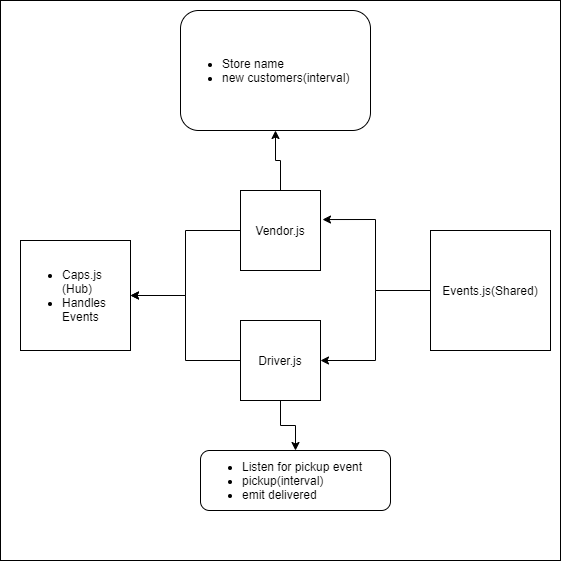 Store name
new customers(interval)
Vendor.js
Caps.js
(Hub)
Handles
Events
Events.js(Shared)
Driver.js
Listen for pickup event
pickup(interval)
emit delivered